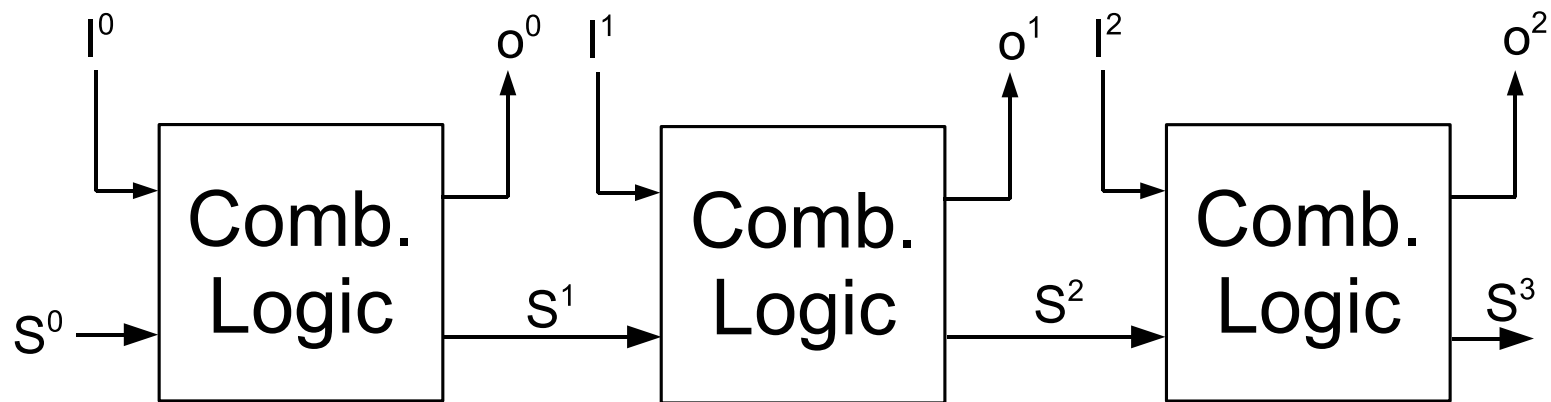 I⁰
o⁰
I¹
o¹
I²
o²
Comb.
Logic
Comb.
Logic
Comb.
Logic
S⁰
S¹
S²
S³